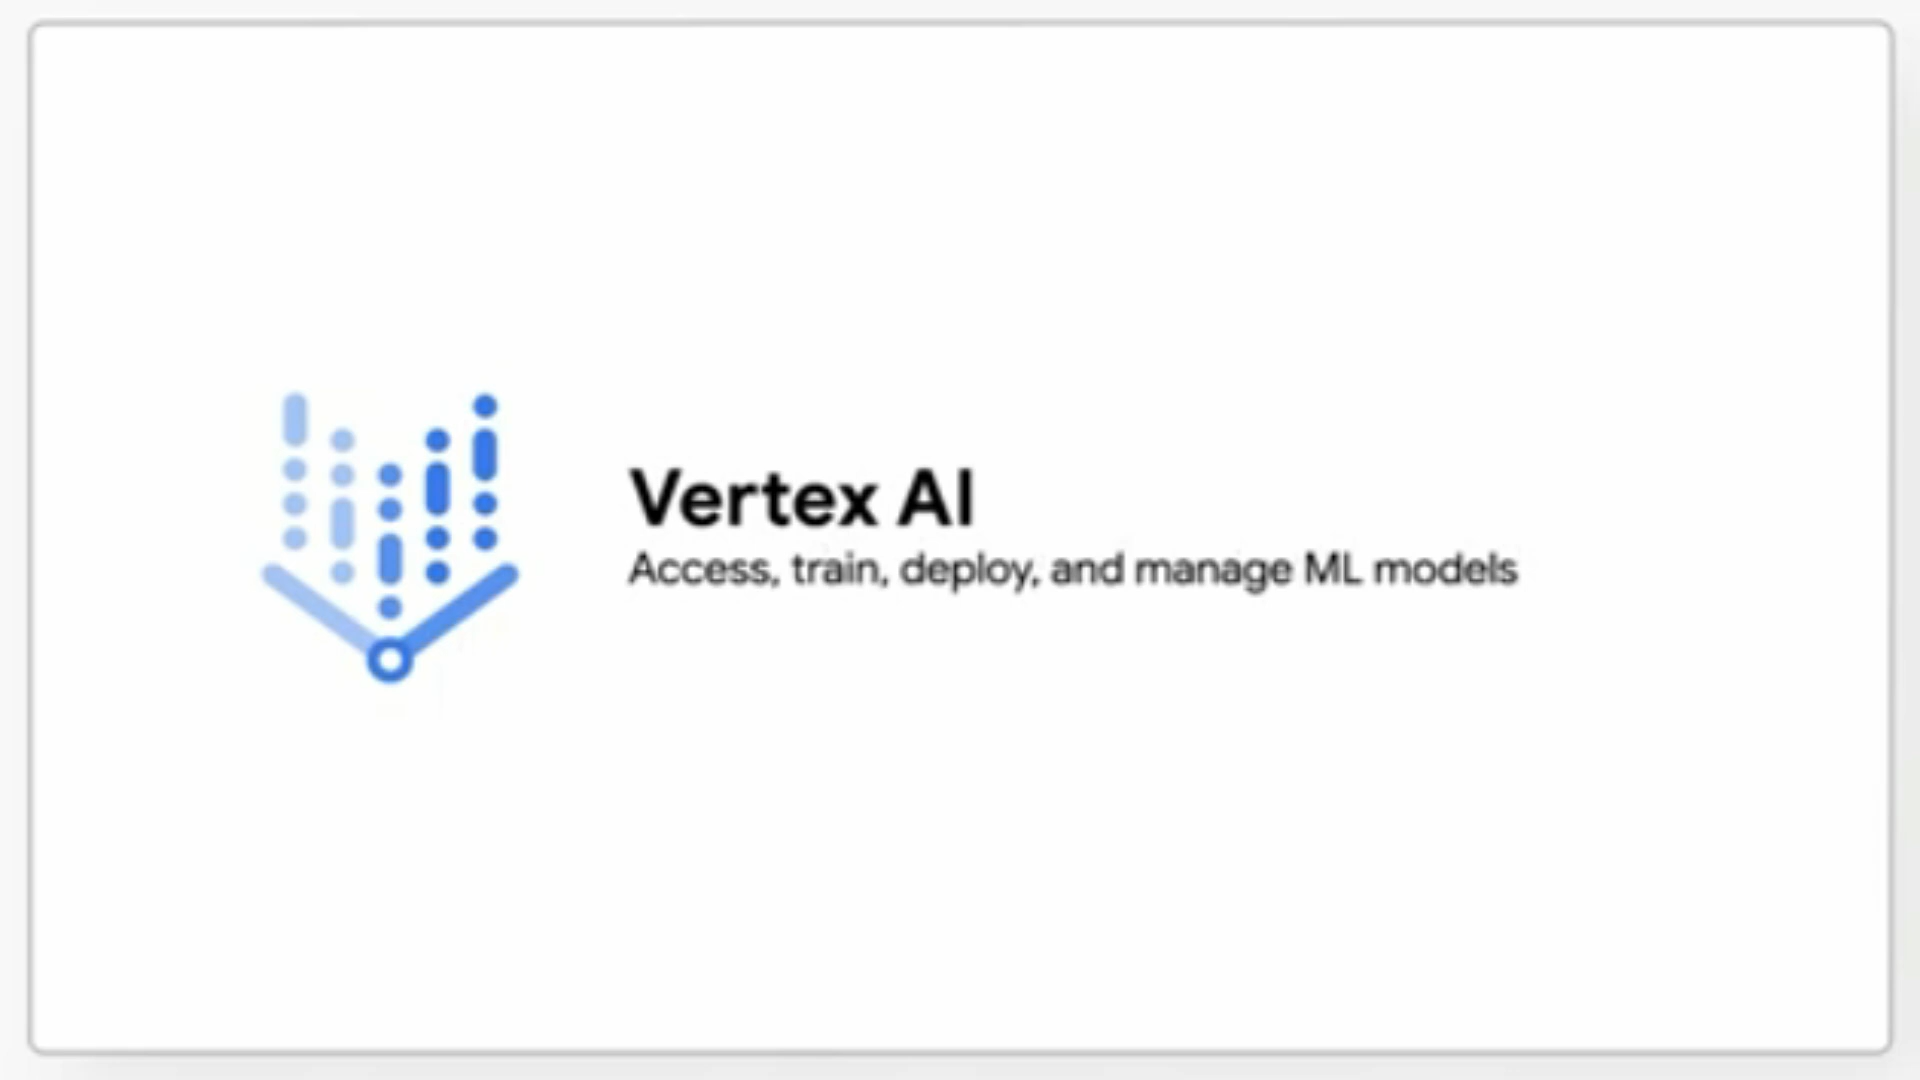 Vertex AI
Access, train, deploy, and manage ML models